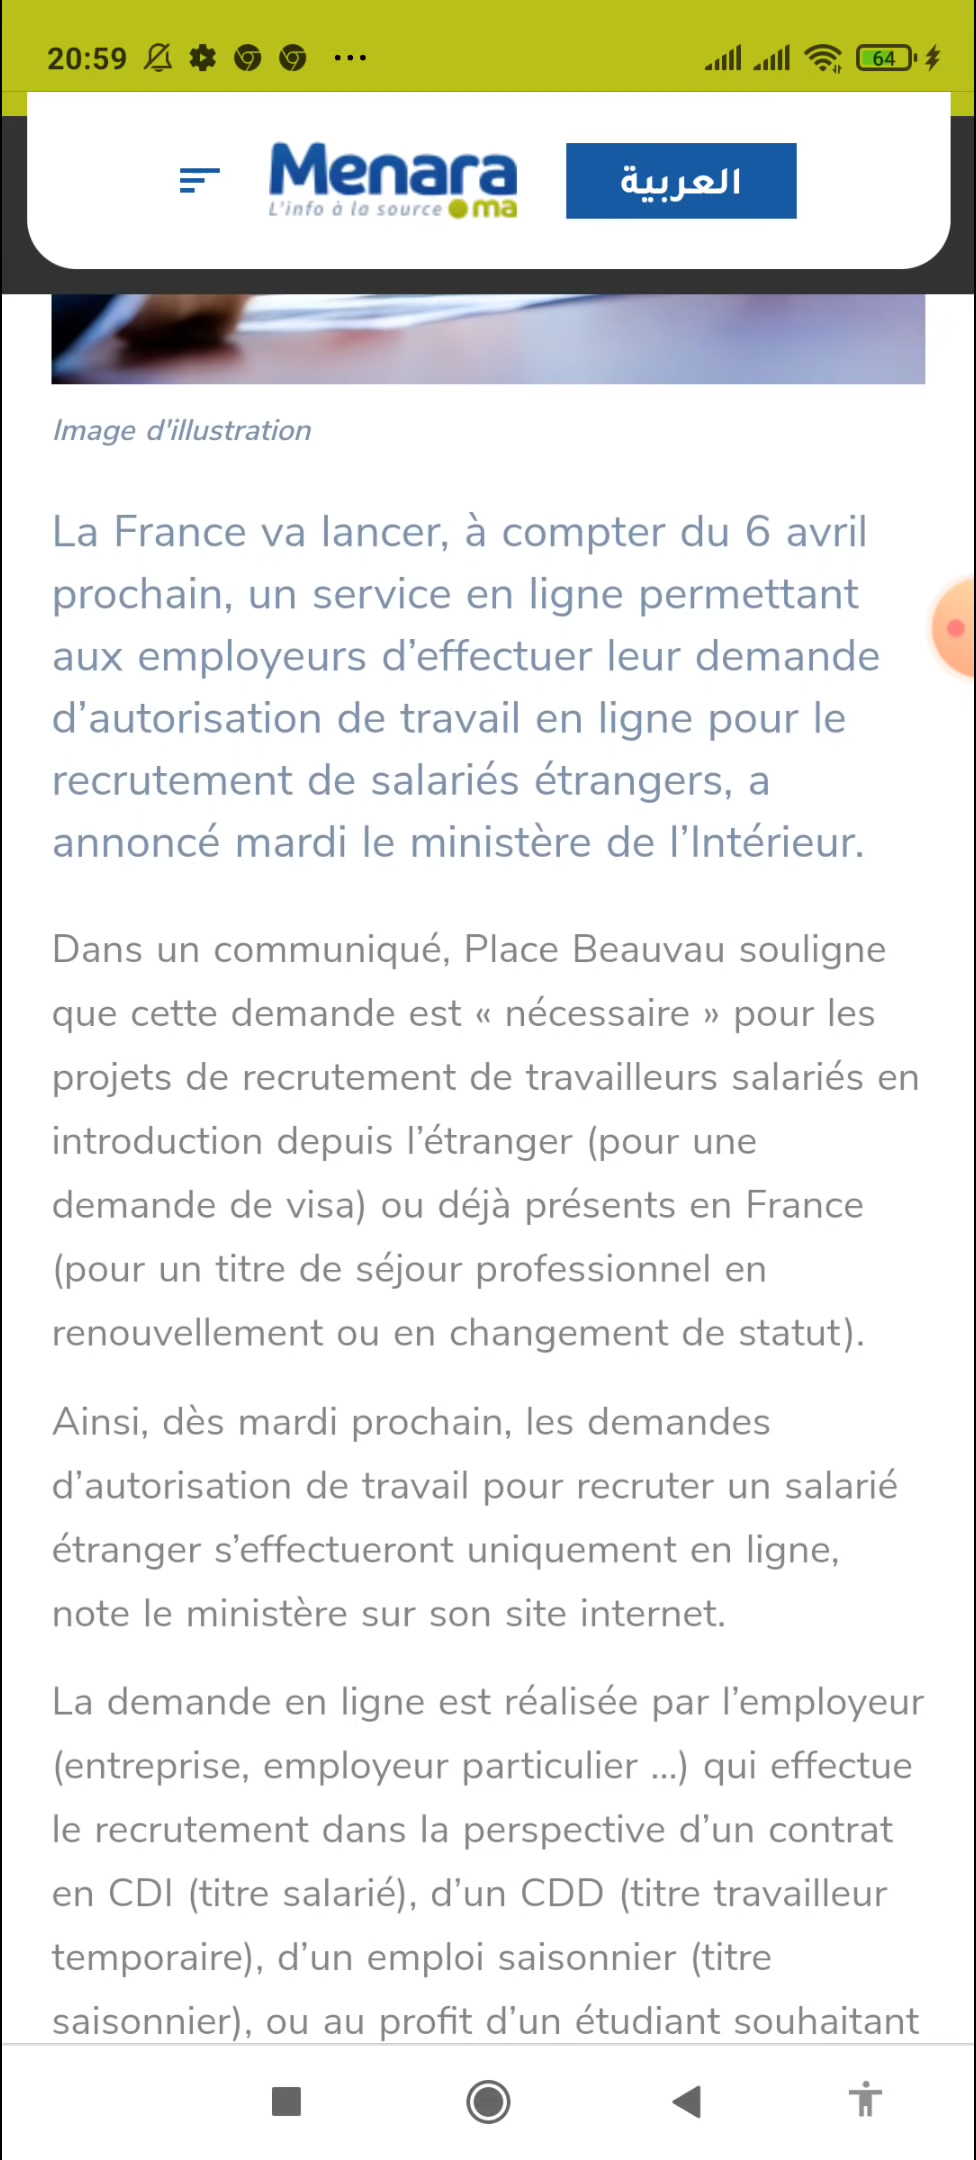 20:59
64
Menara
L'info à la source ma
العربية
Image d'illustration
La France va lancer, à compter du 6 avril
prochain, un service en ligne permettant
aux employeurs d’effectuer leur demande
d’autorisation de travail en ligne pour le
recrutement de salariés étrangers, a
annoncé mardi le ministère de l’Intérieur.
Dans un communiqué, Place Beauvau souligne
que cette demande est « nécessaire » pour les
projets de recrutement de travailleurs salariés en
introduction depuis l’étranger (pour une
demande de visa) ou déjà présents en France
(pour un titre de séjour professionnel en
renouvellement ou en changement de statut).
Ainsi, dès mardi prochain, les demandes
d’autorisation de travail pour recruter un salarié
étranger s’effectueront uniquement en ligne,
note le ministère sur son site internet.
La demande en ligne est réalisée par l’employeur
(entreprise, employeur particulier ...) qui effectue
le recrutement dans la perspective d’un contrat
en CDI (titre salarié), d’un CDD (titre travailleur
temporaire), d’un emploi saisonnier (titre
saisonnier), ou au profit d’un étudiant souhaitant